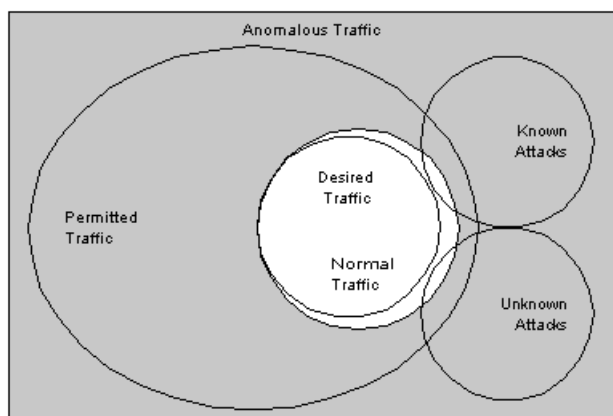 Anomalous Traffic
Known
Attacks
Desired
Traffic
Permitted
Traffic
Normal
Traffic
Unknown
Attacks